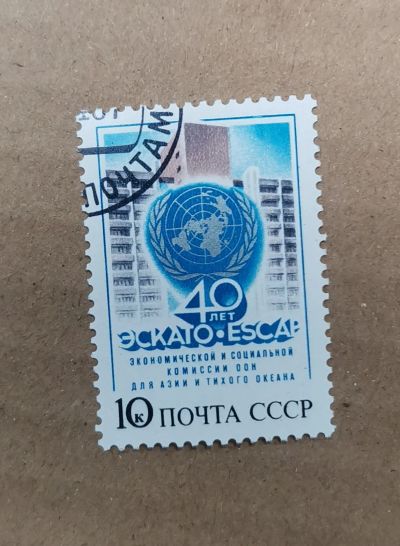 ПОЧТАМ
40
ЛЕТ
ЭСКАТО·ESCAP
ЭКОНОМИЧЕСКОЙ И СОЦИАЛЬНОЙ
КОМИССИИ ООН
ДЛЯ АЗИИ И ТИХОГО ОКЕАНА
10к ПОЧТА СССР